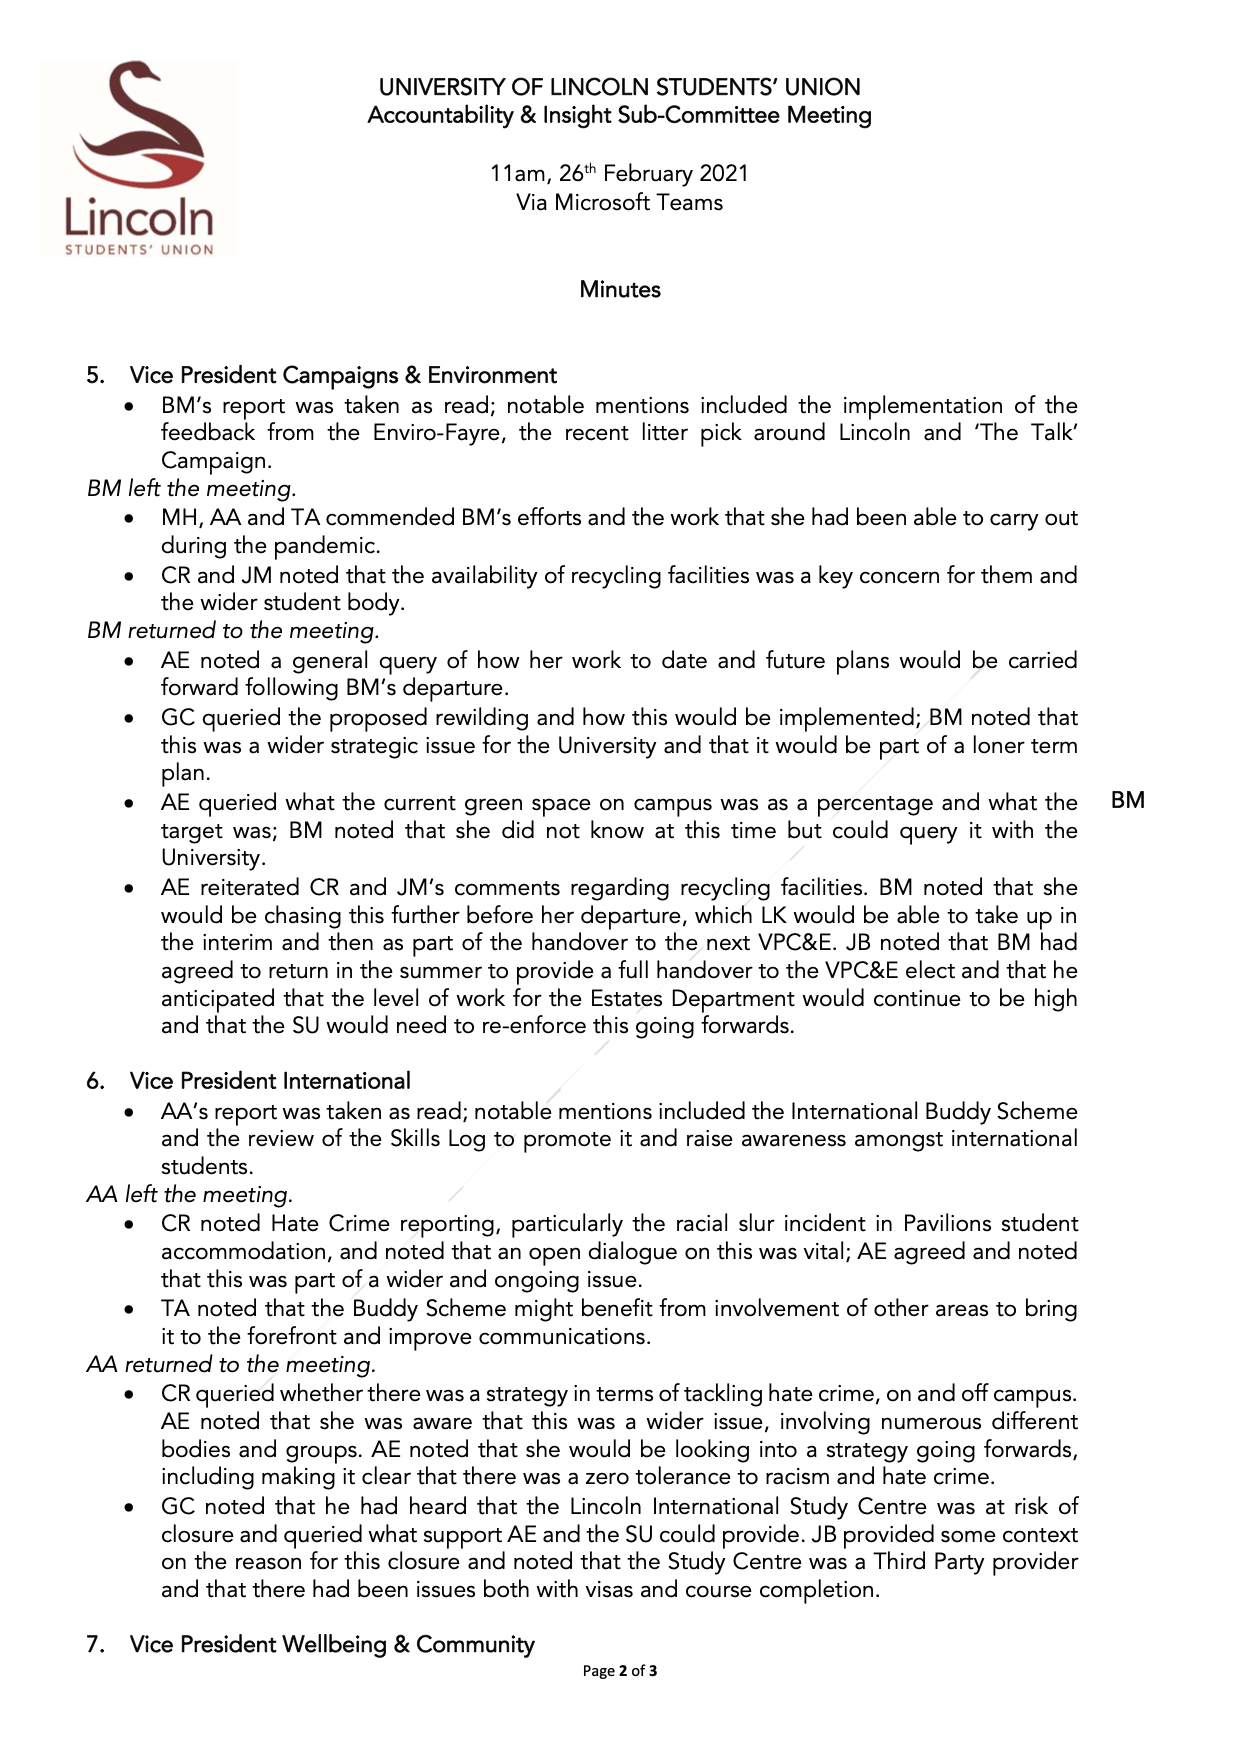 UNIVERSITY OF LINCOLN STUDENTS’ UNION
Accountability & Insight Sub-Committee Meeting
11am, 26th February 2021
Via Microsoft Teams
Lincoln
STUDENTS’ UNION
Minutes
5. Vice President Campaigns & Environment
• BM’s report was taken as read; notable mentions included the implementation of the
feedback from the Enviro-Fayre, the recent litter pick around Lincoln and ‘The Talk’
Campaign.
BM left the meeting.
• MH, AA and TA commended BM’s efforts and the work that she had been able to carry out
during the pandemic.
• CR and JM noted that the availability of recycling facilities was a key concern for them and
the wider student body.
BM returned to the meeting.
• AE noted a general query of how her work to date and future plans would be carried
forward following BM’s departure.
• GC queried the proposed rewilding and how this would be implemented; BM noted that
this was a wider strategic issue for the University and that it would be part of a loner term
plan.
• AE queried what the current green space on campus was as a percentage and what the
target was; BM noted that she did not know at this time but could query it with the
University.
BM
• AE reiterated CR and JM’s comments regarding recycling facilities. BM noted that she
would be chasing this further before her departure, which LK would be able to take up in
the interim and then as part of the handover to the next VPC&E. JB noted that BM had
agreed to return in the summer to provide a full handover to the VPC&E elect and that he
anticipated that the level of work for the Estates Department would continue to be high
and that the SU would need to re-enforce this going forwards.
6. Vice President International
• AA’s report was taken as read; notable mentions included the International Buddy Scheme
and the review of the Skills Log to promote it and raise awareness amongst international
students.
AA left the meeting.
• CR noted Hate Crime reporting, particularly the racial slur incident in Pavilions student
accommodation, and noted that an open dialogue on this was vital; AE agreed and noted
that this was part of a wider and ongoing issue.
• TA noted that the Buddy Scheme might benefit from involvement of other areas to bring
it to the forefront and improve communications.
AA returned to the meeting.
• CR queried whether there was a strategy in terms of tackling hate crime, on and off campus.
AE noted that she was aware that this was a wider issue, involving numerous different
bodies and groups. AE noted that she would be looking into a strategy going forwards,
including making it clear that there was a zero tolerance to racism and hate crime.
• GC noted that he had heard that the Lincoln International Study Centre was at risk of
closure and queried what support AE and the SU could provide. JB provided some context
on the reason for this closure and noted that the Study Centre was a Third Party provider
and that there had been issues both with visas and course completion.
7. Vice President Wellbeing & Community
Page 2 of 3